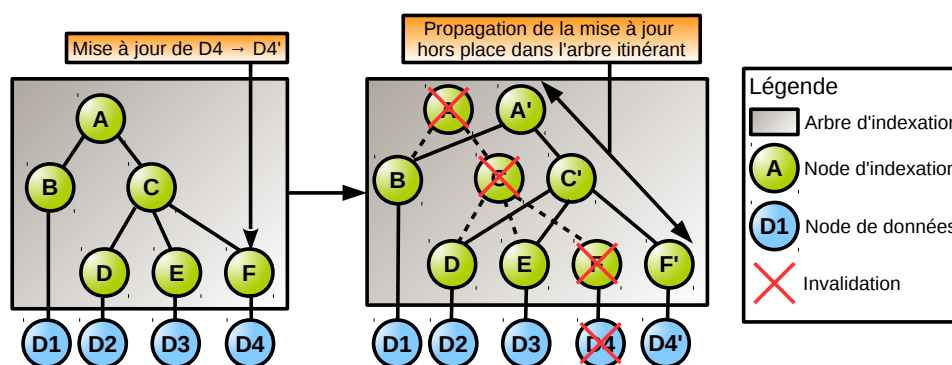 Mise à jour de D4 → D4'
A
B
C
D
E
F
D1
D2
D3
D4
Propagation de la mise à jour
hors place dans l'arbre itinérant
A
A'
B
C
C'
D
E
F
F'
D1
D2
D3
D4
D4'
Légende
Arbre d'indexation
A
Node d'indexation
D1
Node de données
Invalidation